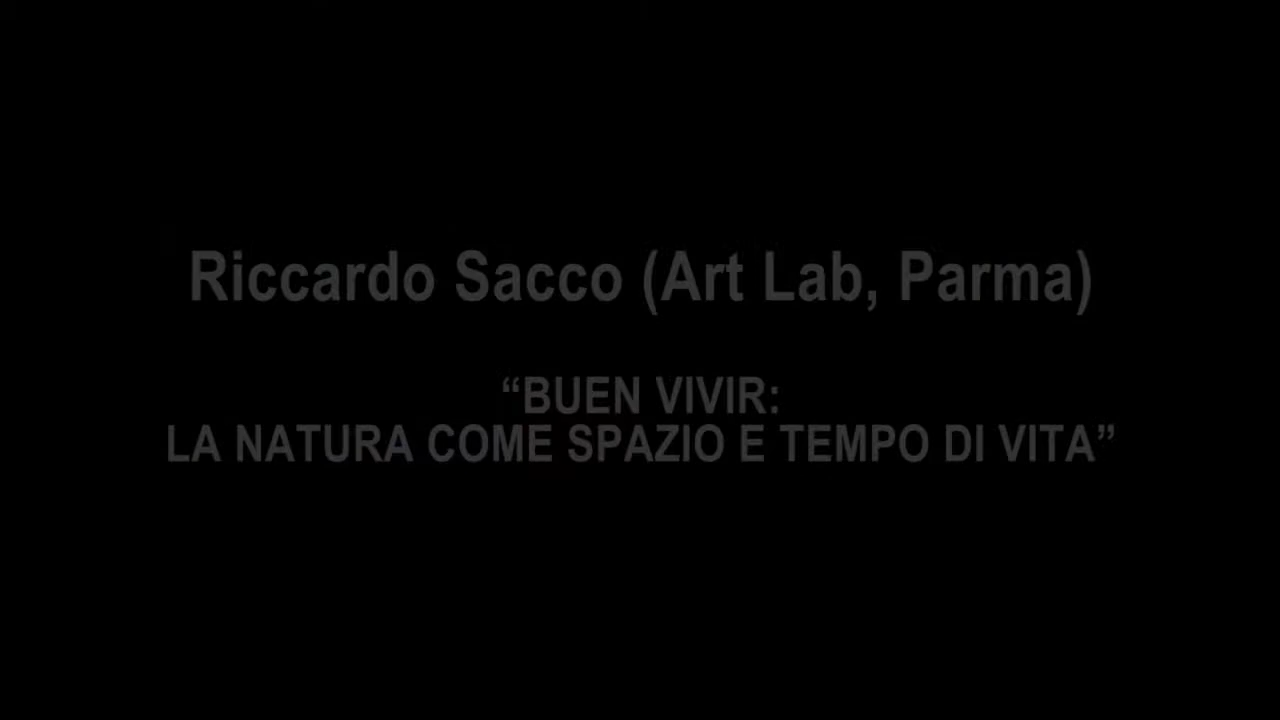 Riccardo Sacco (Art Lab, Parma)
“BUEN VIVIR:
LA NATURA COME SPAZIO E TEMPO DI VITA”